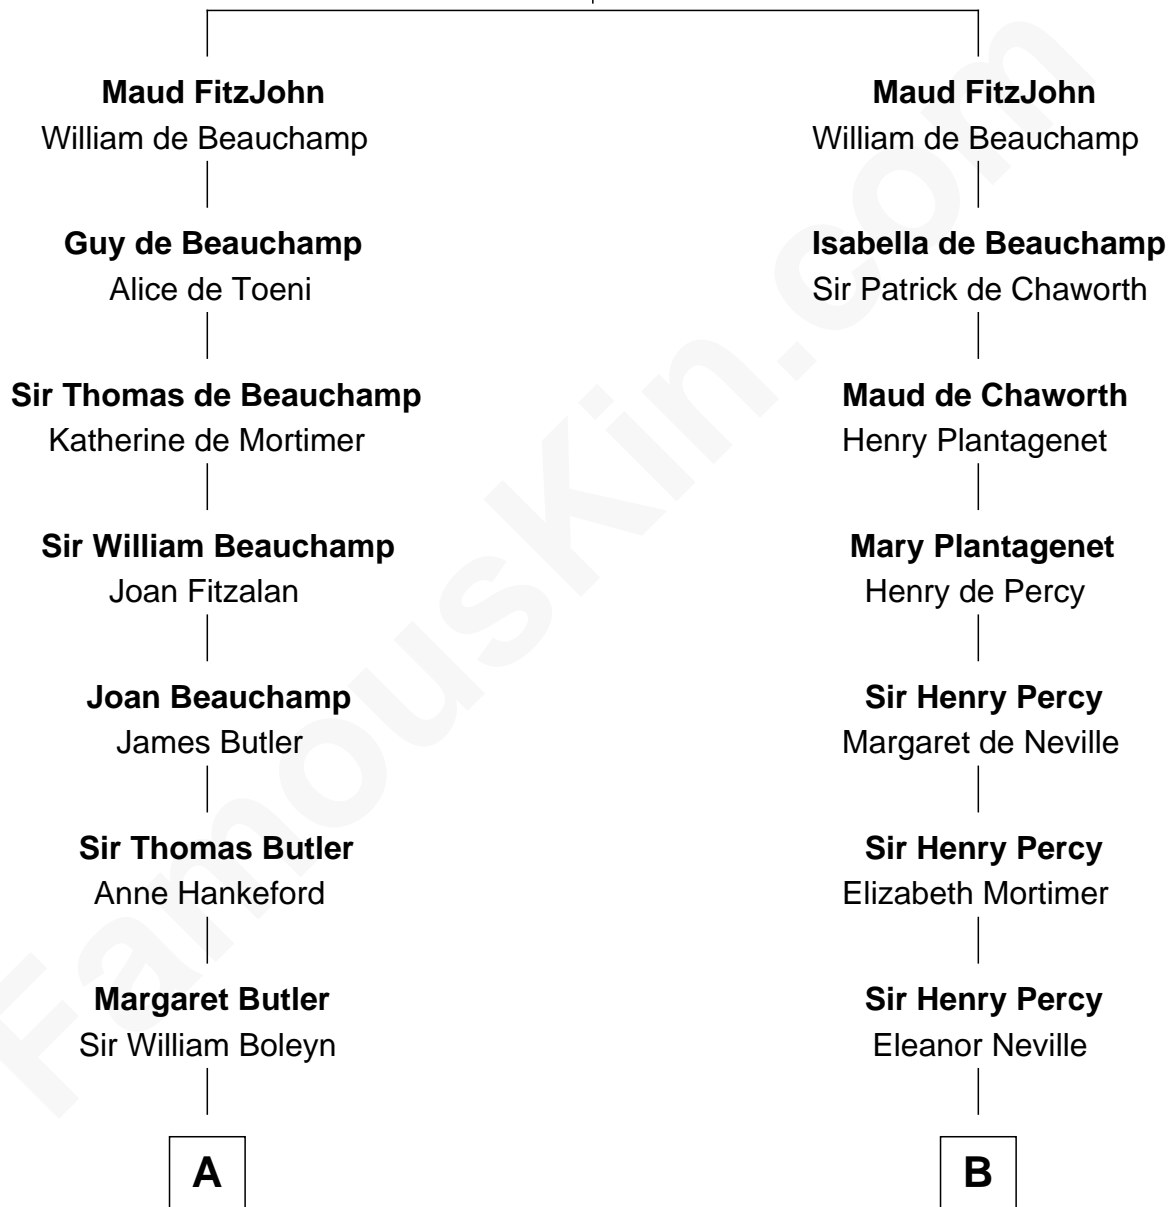 Maud FitzJohn
William de Beauchamp
Guy de Beauchamp
Alice de Toeni
Sir Thomas de Beauchamp
Katherine de Mortimer
Sir William Beauchamp
Joan Fitzalan
Joan Beauchamp
James Butler
Sir Thomas Butler
Anne Hankeford
Margaret Butler
Sir William Boleyn
A
Maud FitzJohn
William de Beauchamp
Isabella de Beauchamp
Sir Patrick de Chaworth
Maud de Chaworth
Henry Plantagenet
Mary Plantagenet
Henry de Percy
Sir Henry Percy
Margaret de Neville
Sir Henry Percy
Elizabeth Mortimer
Sir Henry Percy
Eleanor Neville
B
FamousKin.com